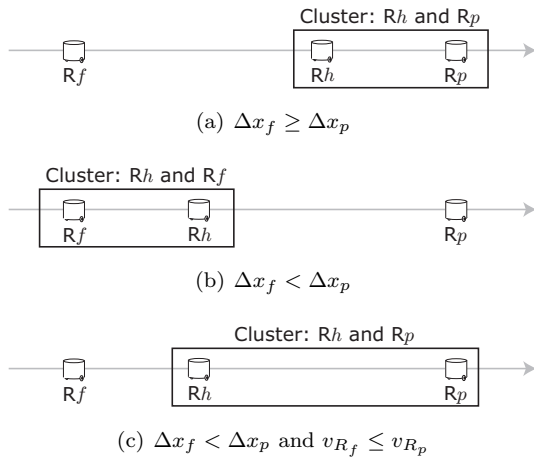 Cluster: Rh and Rp
Rf Rh Rp
(a) Δx_f ≥ Δx_p
Cluster: Rh and Rf
Rf Rh Rp
(b) Δx_f < Δx_p
Cluster: Rh and Rp
Rf Rh Rp
(c) Δx_f < Δx_p and v_{R_f} ≤ v_{R_p}